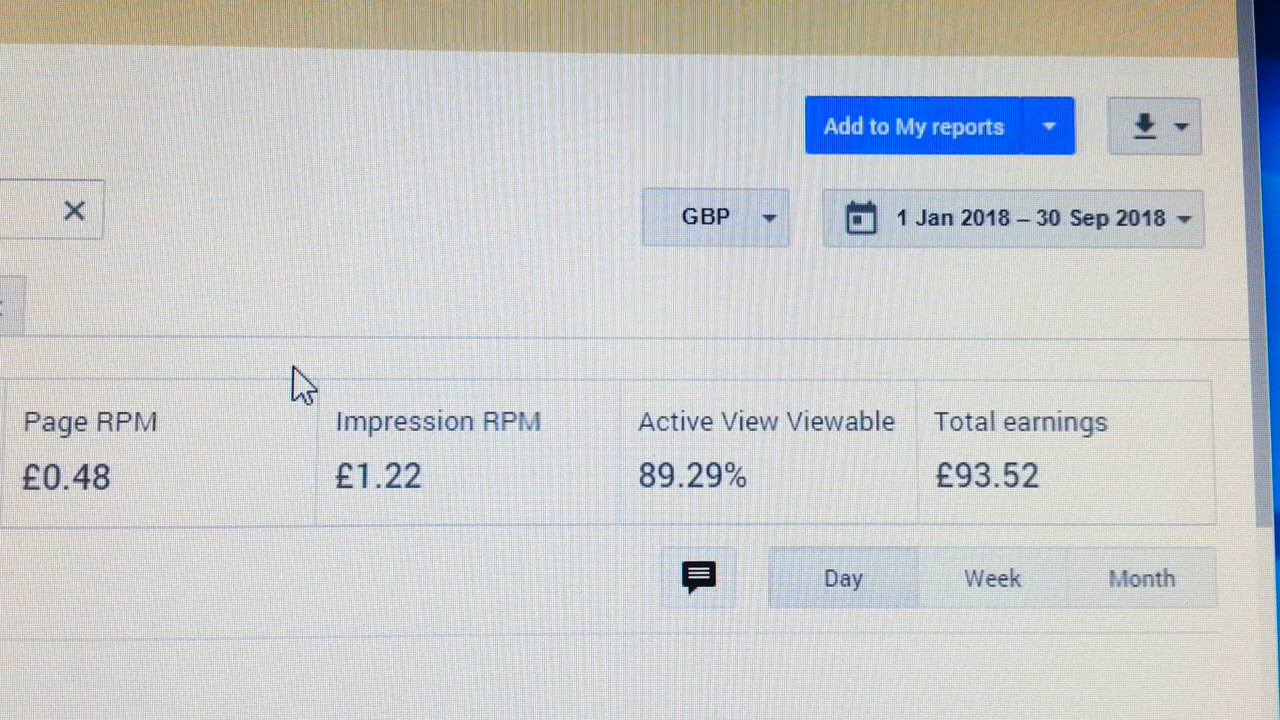 Add to My reports
GBP
1 Jan 2018 – 30 Sep 2018
Page RPM
£0.48
Impression RPM
£1.22
Active View Viewable
89.29%
Total earnings
£93.52
Day
Week
Month